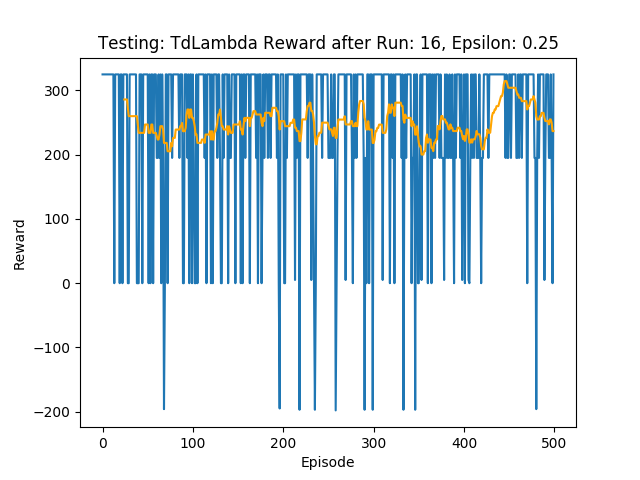 Testing: TdLambda Reward after Run: 16, Epsilon: 0.25
300
200
100
0
−100
−200
Reward
0 100 200 300 400 500
Episode